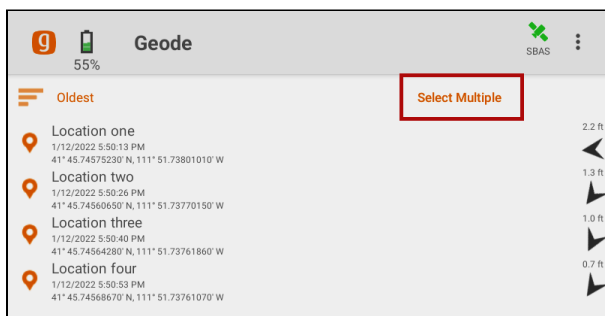 g
55%
Geode
SBAS
Oldest
Select Multiple
Location one
1/12/2022 5:50:13 PM
41° 45.74575230' N, 111° 51.73801010' W
2.2 ft
Location two
1/12/2022 5:50:26 PM
41° 45.74560650' N, 111° 51.73770150' W
1.3 ft
Location three
1/12/2022 5:50:40 PM
41° 45.74564280' N, 111° 51.73761860' W
1.0 ft
Location four
1/12/2022 5:50:53 PM
41° 45.74568670' N, 111° 51.73761070' W
0.7 ft